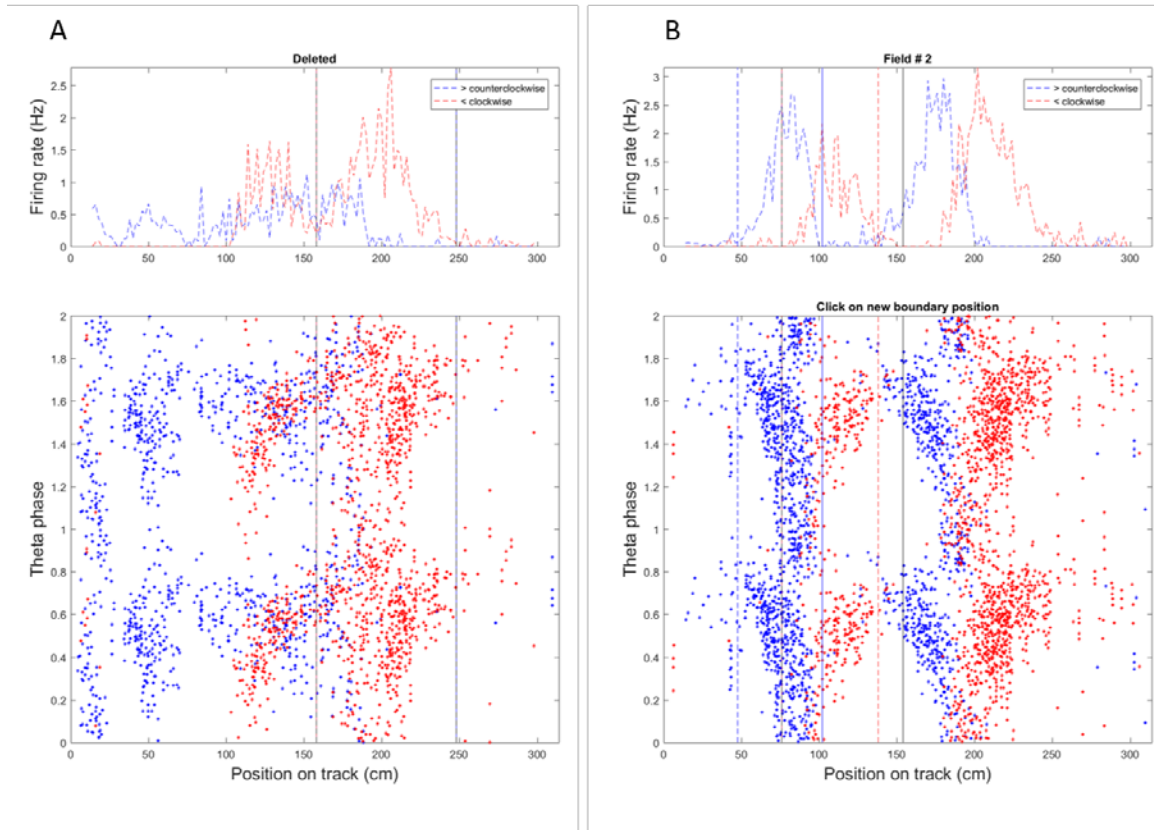 A
Deleted
Firing rate (Hz)
2.5
2
1.5
1
0.5
0
> counterclockwise
< clockwise
0 50 100 150 200 250 300
Theta phase
2
1.8
1.6
1.4
1.2
1
0.8
0.6
0.4
0.2
0
0 50 100 150 200 250 300
Position on track (cm)
B
Field # 2
Firing rate (Hz)
3
2.5
2
1.5
1
0.5
0
> counterclockwise
< clockwise
0 50 100 150 200 250 300
Click on new boundary position
Theta phase
2
1.8
1.6
1.4
1.2
1
0.8
0.6
0.4
0.2
0
0 50 100 150 200 250 300
Position on track (cm)